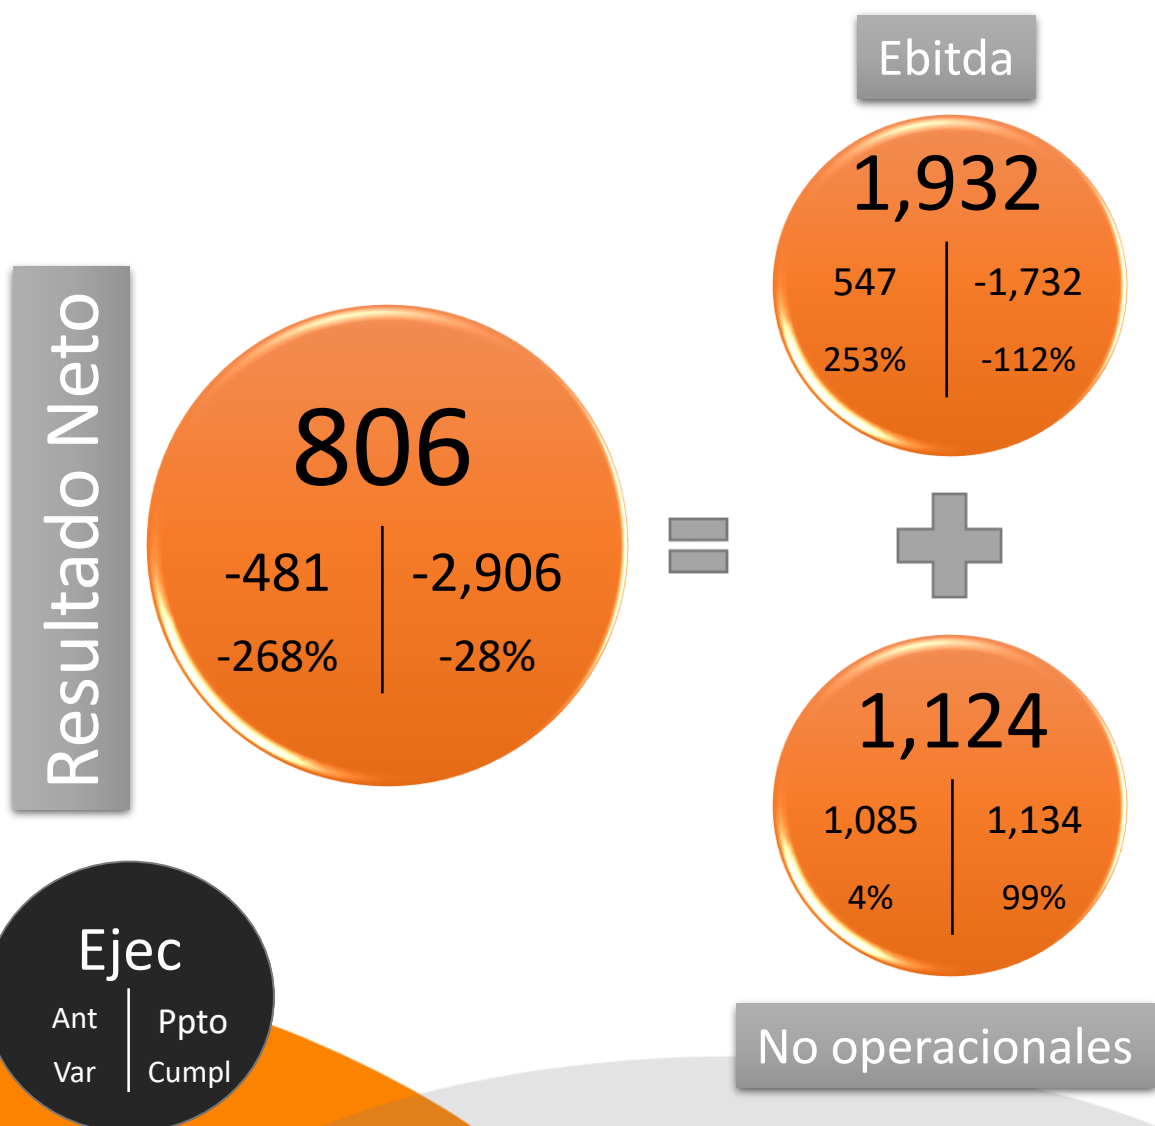 Ebitda
1,932
547 -1,732
253% -112%
Resultado Neto
806
-481 -2,906
-268% -28%
1,124
1,085 1,134
4% 99%
No operacionales
Ejec
Ant Ppto
Var Cumpl